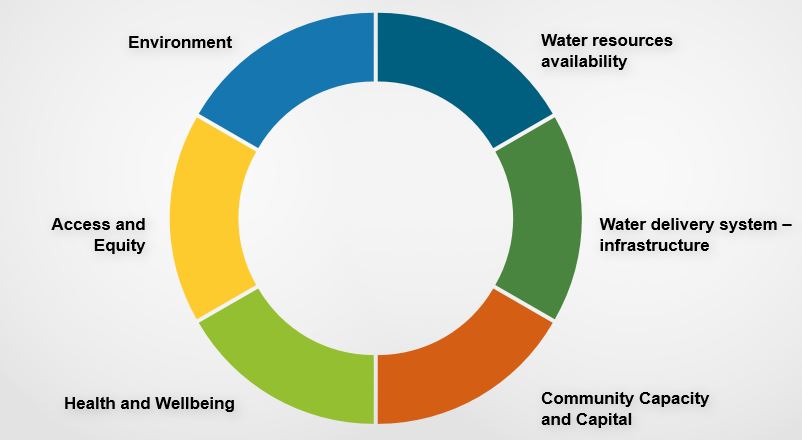 Environment
Water resources
availability
Access and
Equity
Water delivery system –
infrastructure
Health and Wellbeing
Community Capacity
and Capital